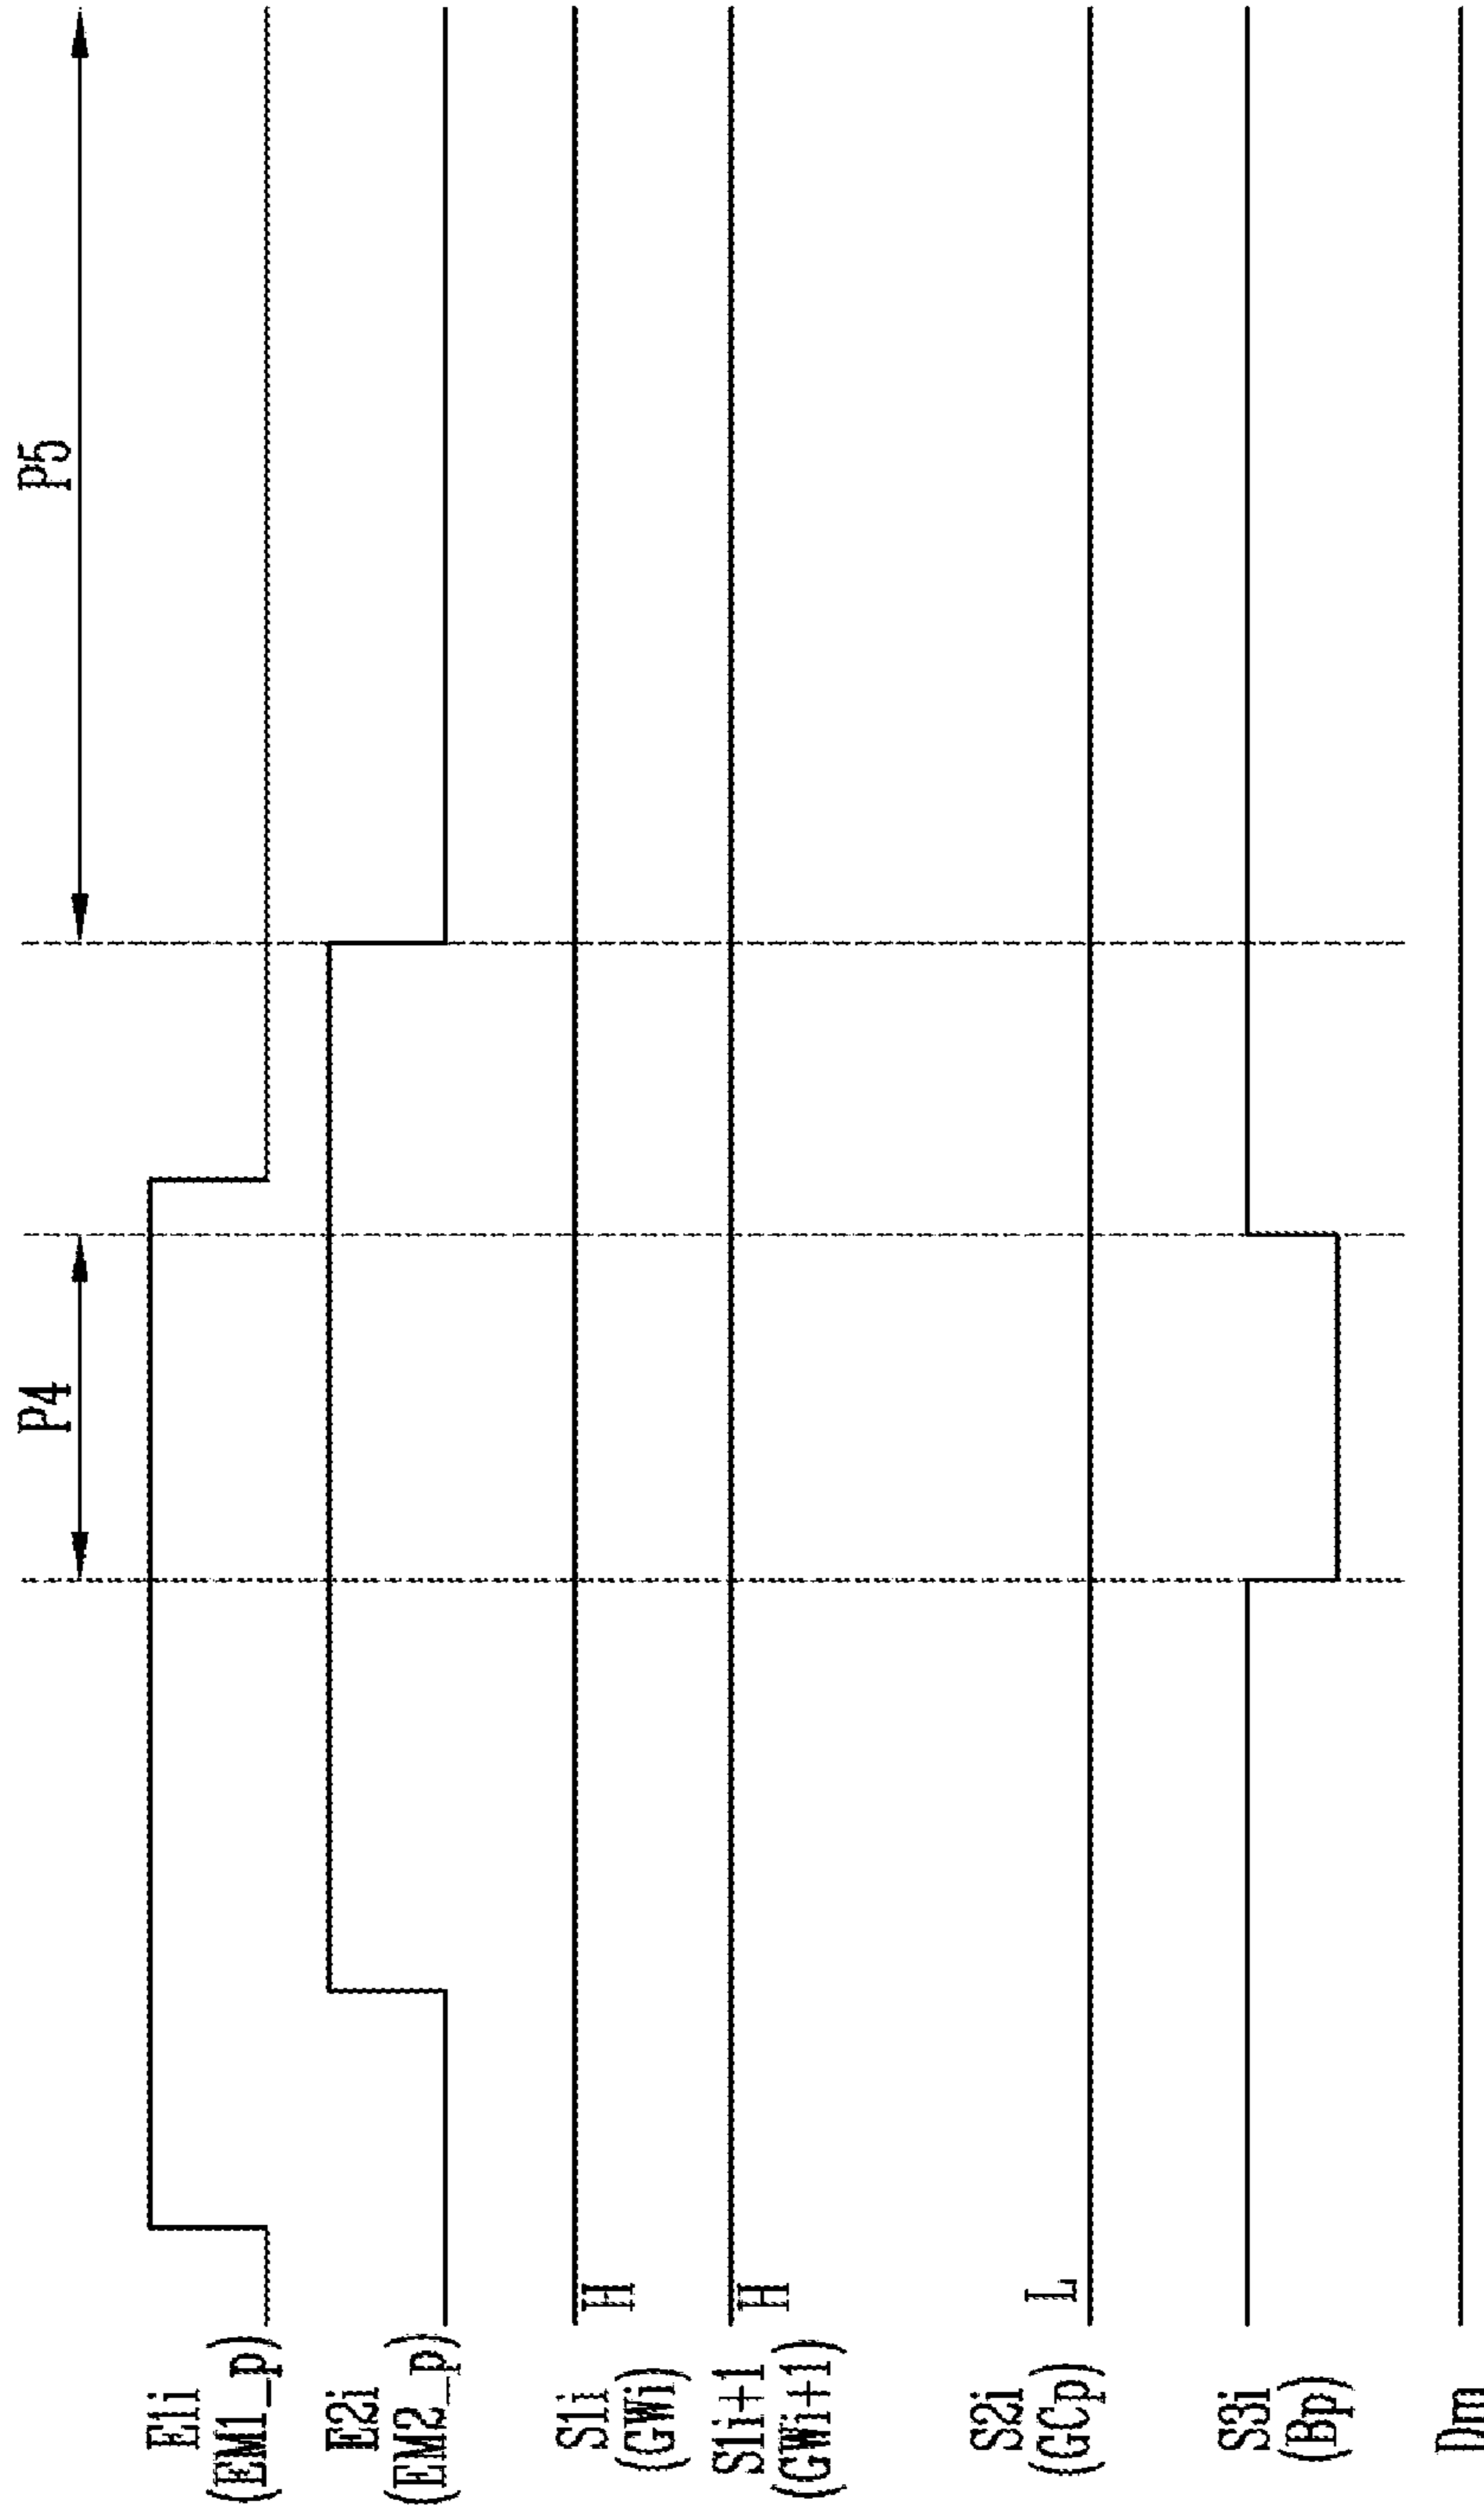 P4
P5
E1i
(EM1_p)
E2i
(EM2_p)
S1i
(GWi)
H
S1i+1
(GWi+1)
H
S2i
(GCp)
L
S3i
(Bp)
Dm